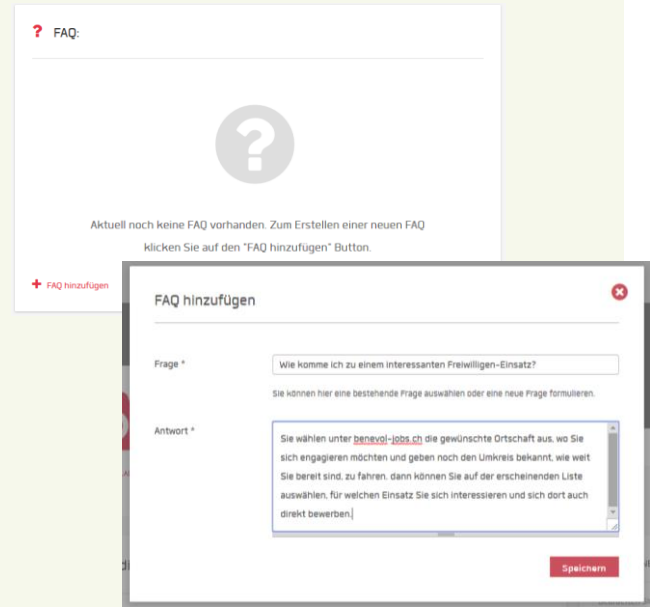 ? FAQ:
?
Aktuell noch keine FAQ vorhanden. Zum Erstellen einer neuen FAQ
klicken Sie auf den "FAQ hinzufügen" Button.
+ FAQ hinzufügen
FAQ hinzufügen
Frage *
Wie komme ich zu einem interessanten Freiwilligen-Einsatz?
Sie können hier eine bestehende Frage auswählen oder eine neue Frage formulieren.
Antwort *
Sie wählen unter benevol-jobs.ch die gewünschte Ortschaft aus, wo Sie
sich engagieren möchten und geben noch den Umkreis bekannt, wie weit
Sie bereit sind, zu fahren. dann können Sie auf der erscheinenden Liste
auswählen, für welchen Einsatz Sie sich interessieren und sich dort auch
direkt bewerben.
Speichern